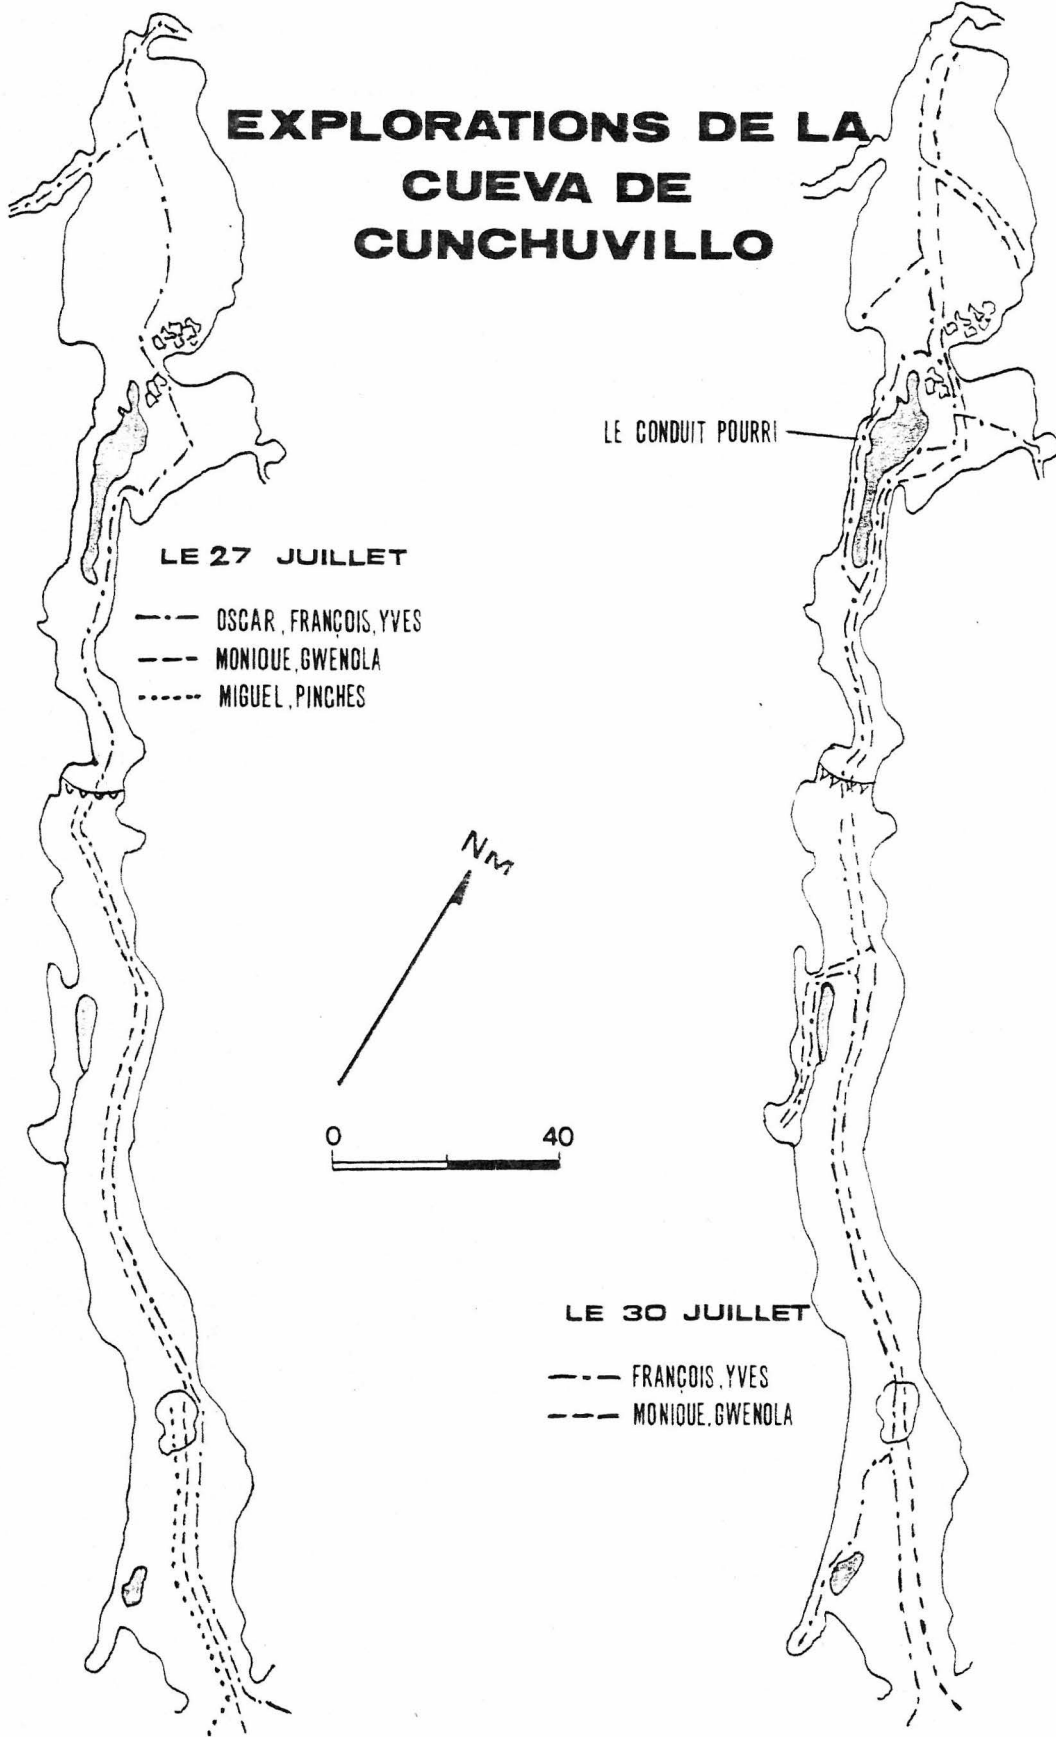 EXPLORATIONS DE LA
CUEVA DE
CUNCHUVILLO
LE CONDUIT POURRI
LE 27 JUILLET
OSCAR, FRANÇOIS, YVES
MONIQUE, GWENOLA
MIGUEL, PINCHES
NM
0 40
LE 30 JUILLET
FRANÇOIS, YVES
MONIQUE, GWENOLA